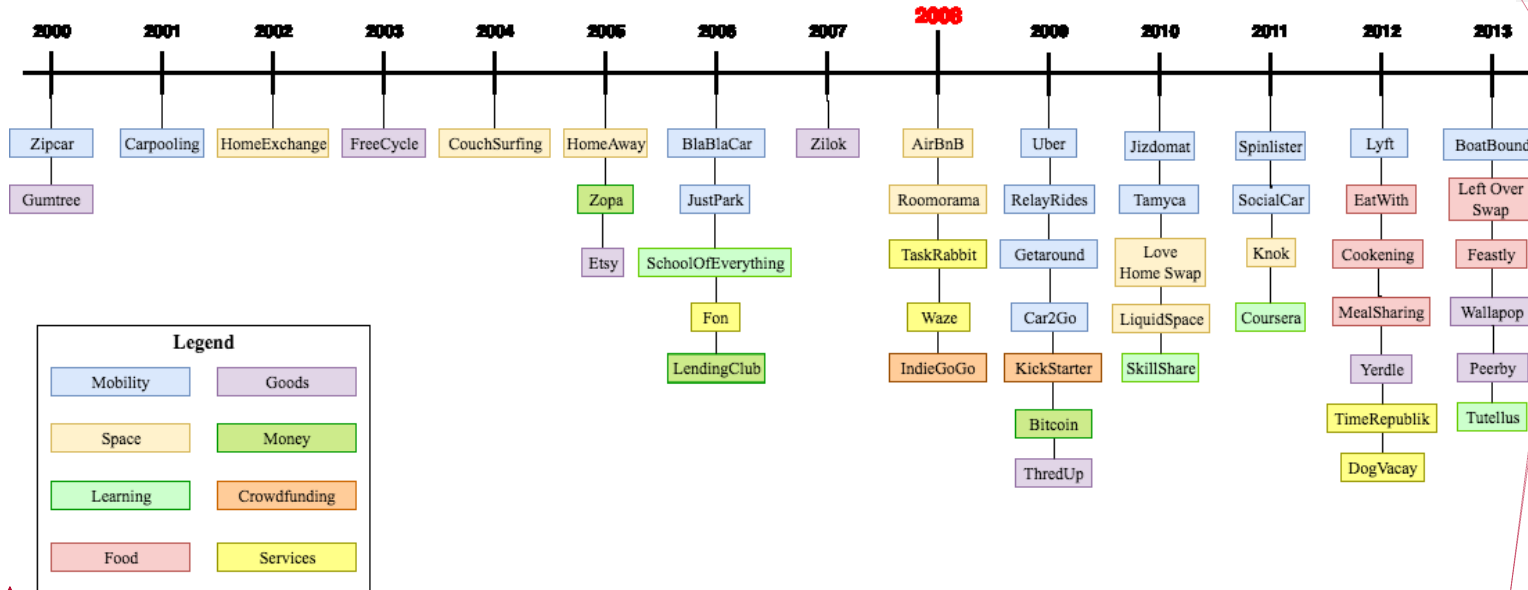 2000 2001 2002 2003 2004 2005 2006 2007 2008 2009 2010 2011 2012 2013
Zipcar Carpooling HomeExchange FreeCycle CouchSurfing HomeAway BlaBlaCar Zilok AirBnB Uber Jizdomat Spinlister Lyft BoatBound
Gumtree Zopa JustPark Roomorama RelayRides Tamyca SocialCar EatWith Left Over
Swap
Etsy SchoolOfEverything TaskRabbit Getaround Love
Home Swap Knok Cookening Feastly
Fon Waze Car2Go LiquidSpace Coursera MealSharing Wallapop
LendingClub IndieGoGo KickStarter SkillShare Yerdle Peerby
Bitcoin TimeRepublik Tutellus
ThredUp DogVacay
Legend
Mobility Goods
Space Money
Learning Crowdfunding
Food Services